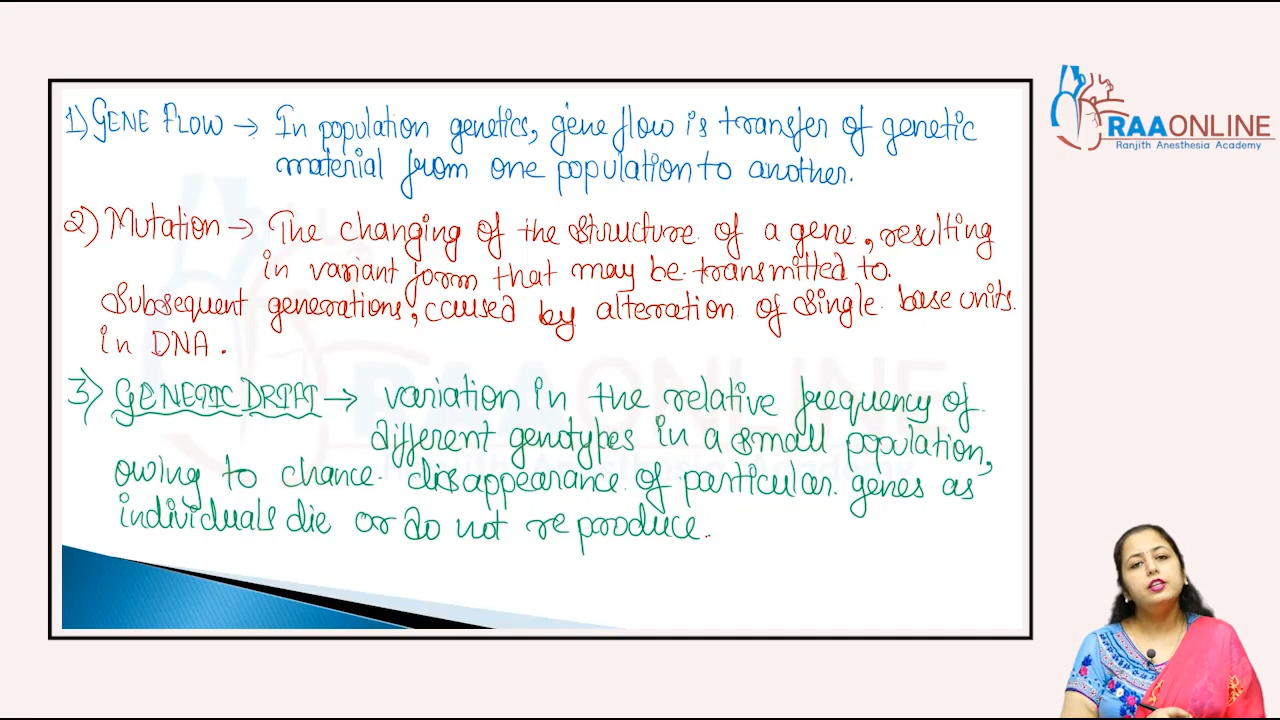 1) GENE FLOW → In population genetics, gene flow is transfer of genetic
material from one population to another.
2) Mutation → The changing of the structure of a gene, resulting
in variant form that may be transmitted to
subsequent generations, caused by alteration of single base units
in DNA.
3) GENETIC DRIFT → variation in the relative frequency of
different genotypes in a small population,
owing to chance disappearance of particular genes as
individuals die or do not reproduce.
RAAONLINE
Ranjith Anesthesia Academy
RAAONLINE
Ranjith Anesthesia Academy